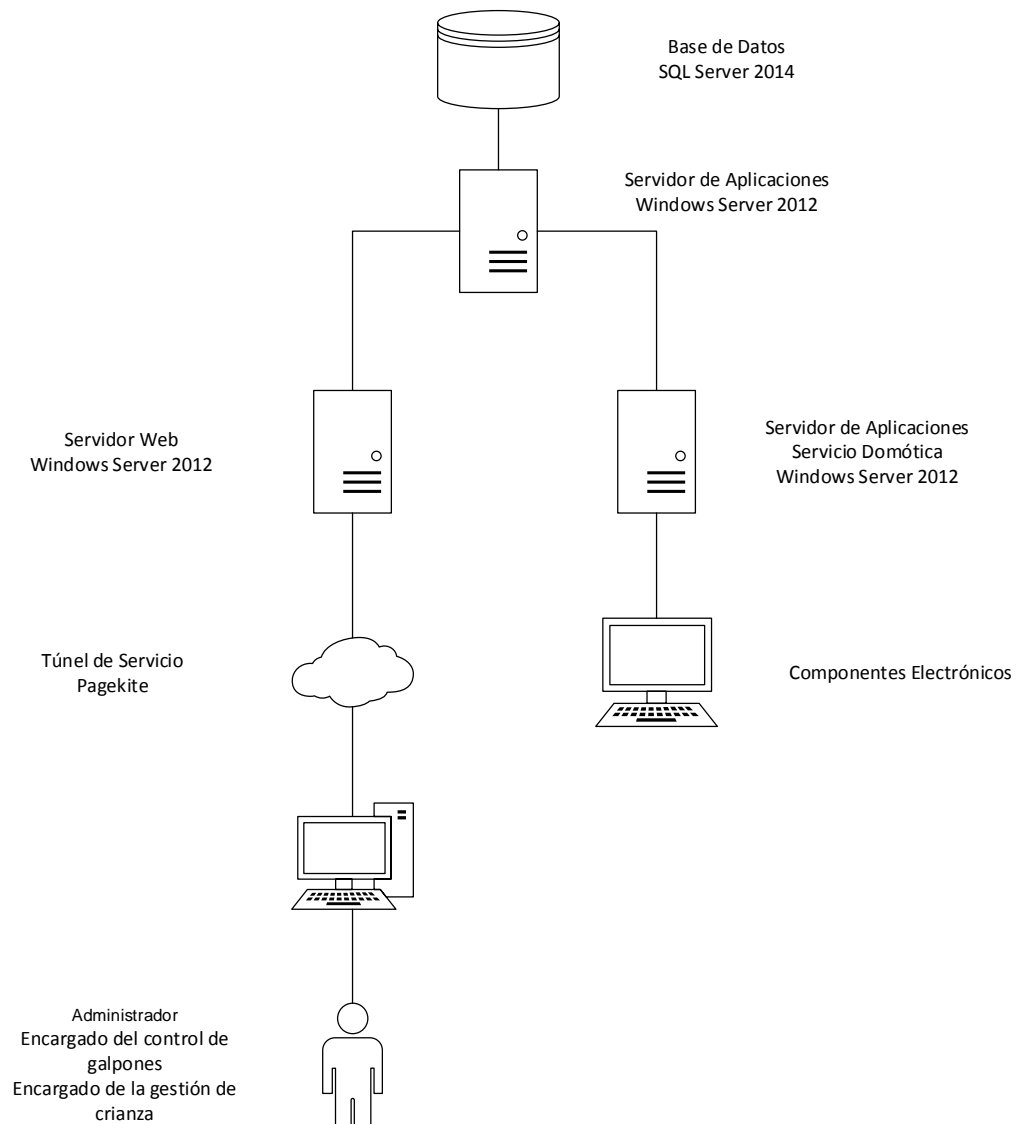 Base de Datos
SQL Server 2014
Servidor de Aplicaciones
Windows Server 2012
Servidor Web
Windows Server 2012
Servidor de Aplicaciones
Servicio Domótica
Windows Server 2012
Túnel de Servicio
Pagekite
Componentes Electrónicos
Administrador
Encargado del control de
galpones
Encargado de la gestión de
crianza